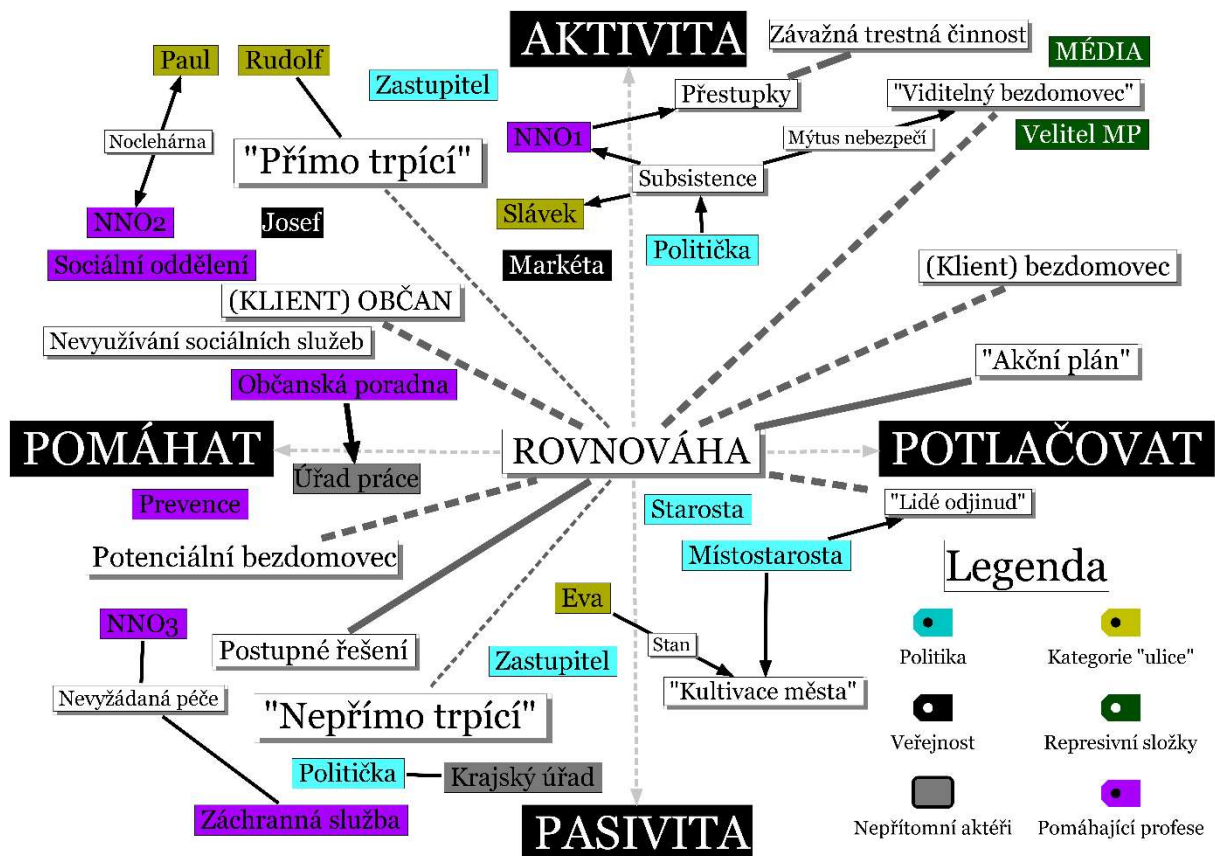 AKTIVITA
Závažná trestná činnost
MÉDIA
Paul
Rudolf
Zastupitel
Přestupky
"Viditelný bezdomovec"
Noclehárna
NNO1
Mýtus nebezpečí
Velitel MP
"Přímo trpící"
Subsistence
NNO2
Josef
Slávek
Politička
Sociální oddělení
Markéta
(Klient) bezdomovec
(KLIENT) OBČAN
Nevyužívání sociálních služeb
"Akční plán"
Občanská poradna
POMÁHAT
ROVNOVÁHA
POTLAČOVAT
Úřad práce
Prevence
Starosta
"Lidé odjinud"
Potenciální bezdomovec
Místostarosta
Legenda
Eva
NNO3
Postupné řešení
Stan
Zastupitel
Politika
Kategorie "ulice"
Nevyžádaná péče
"Kultivace města"
"Nepřímo trpící"
Veřejnost
Represivní složky
Politička
Krajský úřad
Záchranná služba
PASIVITA
Nepřítomní aktéři
Pomáhající profese